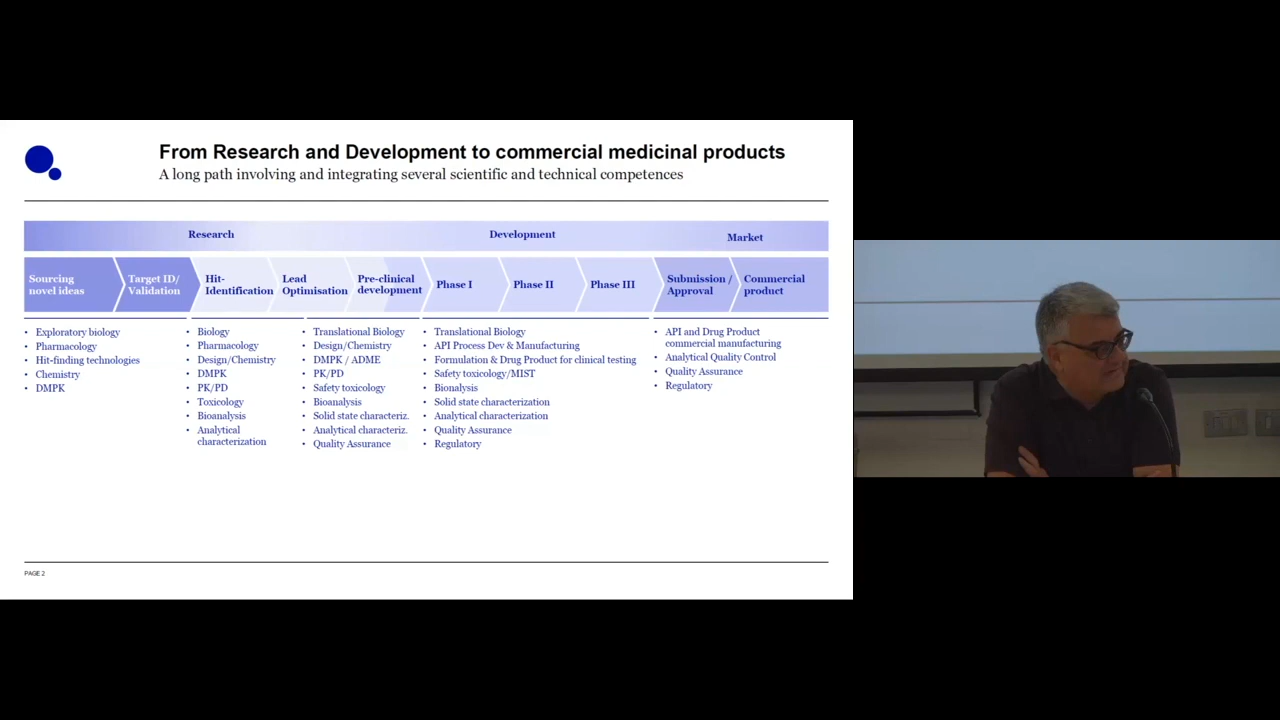 From Research and Development to commercial medicinal products
A long path involving and integrating several scientific and technical competences
Research
Development
Market
Sourcing
novel ideas
Target ID/
Validation
Hit-
Identification
Lead
Optimisation
Pre-clinical
development
Phase I
Phase II
Phase III
Submission /
Approval
Commercial
product
• Exploratory biology
• Pharmacology
• Hit-finding technologies
• Chemistry
• DMPK
• Biology
• Pharmacology
• Design/Chemistry
• DMPK
• PK/PD
• Toxicology
• Bioanalysis
• Analytical
characterization
• Translational Biology
• Design/Chemistry
• DMPK / ADME
• PK/PD
• Safety toxicology
• Bioanalysis
• Solid state characteriz.
• Analytical characteriz.
• Quality Assurance
• Translational Biology
• API Process Dev & Manufacturing
• Formulation & Drug Product for clinical testing
• Safety toxicology/MIST
• Bionalysis
• Solid state characterization
• Analytical characterization
• Quality Assurance
• Regulatory
• API and Drug Product
commercial manufacturing
• Analytical Quality Control
• Quality Assurance
• Regulatory
PAGE 2